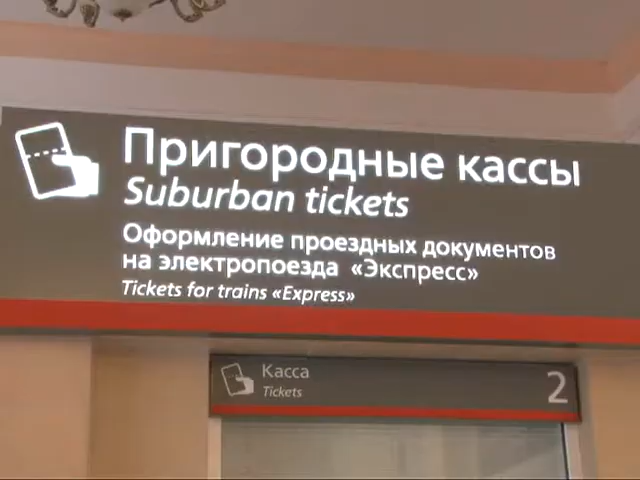 Пригородные кассы
Suburban tickets
Оформление проездных документов
на электропоезда «Экспресс»
Tickets for trains «Express»
Касса
2
Tickets